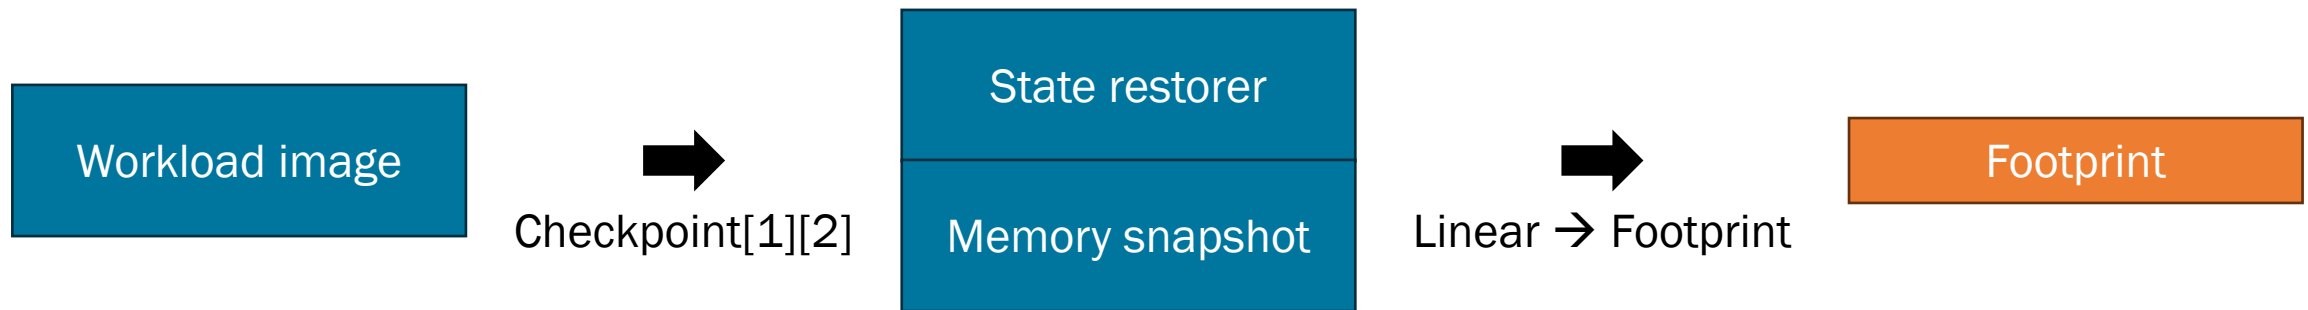 Workload image
Checkpoint[1][2]
State restorer
Memory snapshot
Linear → Footprint
Footprint